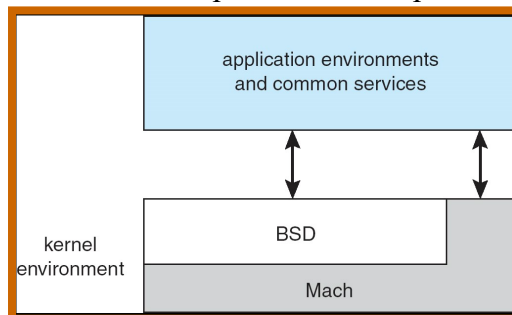 application environments
and common services
BSD
kernel
environment
Mach